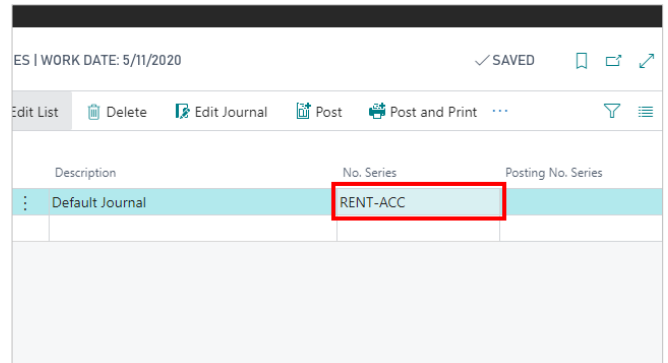 ES | WORK DATE: 5/11/2020 SAVED
Edit List Delete Edit Journal Post Post and Print ...
Description No. Series Posting No. Series
Default Journal RENT-ACC